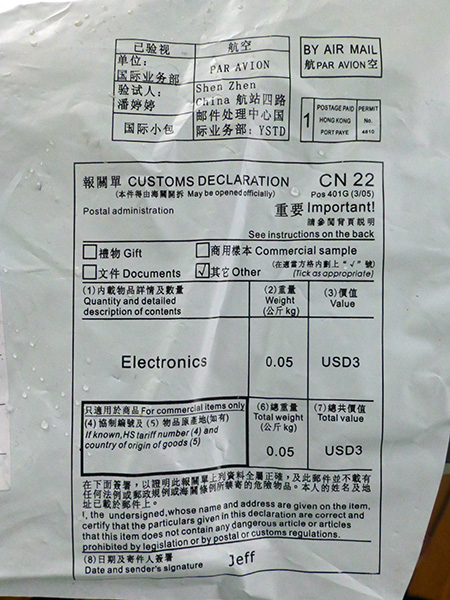 已验视 航空
单位: PAR AVION
国际业务部 Shen Zhen
验试人: China 航站四路
潘婷婷 邮件处理中心国
国际小包 际业务部: YSTD
BY AIR MAIL
航 PAR AVION 空
1 POSTAGE PAID PERMIT
HONG KONG No.
PORT PAYE 4810
報關單 CUSTOMS DECLARATION CN 22
(本件得由海關開拆 May be opened officially) Pos 401G (3/05)
Postal administration 重要 Important!
請參閱背頁說明
See instructions on the back
禮物 Gift 商用樣本 Commercial sample
文件 Documents √ 其它 Other (在適當方格內劃上 "√" 號)
(Tick as appropriate)
(1) 內載物品詳情及數量 (2) 重量 (3) 價值
Quantity and detailed Weight Value
description of contents (公斤 kg)
Electronics 0.05 USD3
只適用於商品 For commercial items only (6) 總重量 (7) 總共價值
(4) 協制編號及 (5) 物品原產地(如有) Total weight Total value
If known, HS tariff number (4) and (公斤 kg)
country of origin of goods (5) 0.05 USD3
在下面簽署，以證明此報關單上列資料全屬正確，及此郵件並不載有
任何法例或郵政規例或海關條例所禁寄的危險物品。本人的姓名及地
址已載於郵件上。
I, the undersigned, whose name and address are given on the item,
certify that the particulars given in this declaration are correct and
that this item does not contain any dangerous article or articles
prohibited by legislation or by postal or customs regulations.
(8) 日期及寄件人簽署 Jeff
Date and sender's signature